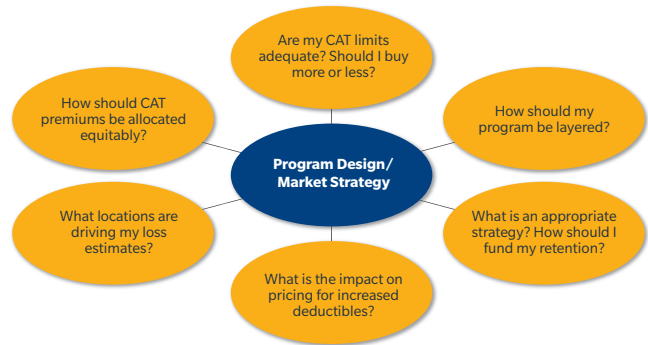 Are my CAT limits
adequate? Should I buy
more or less?
How should CAT
premiums be allocated
equitably?
How should my
program be layered?
Program Design/
Market Strategy
What locations are
driving my loss
estimates?
What is an appropriate
strategy? How should I
fund my retention?
What is the impact on
pricing for increased
deductibles?